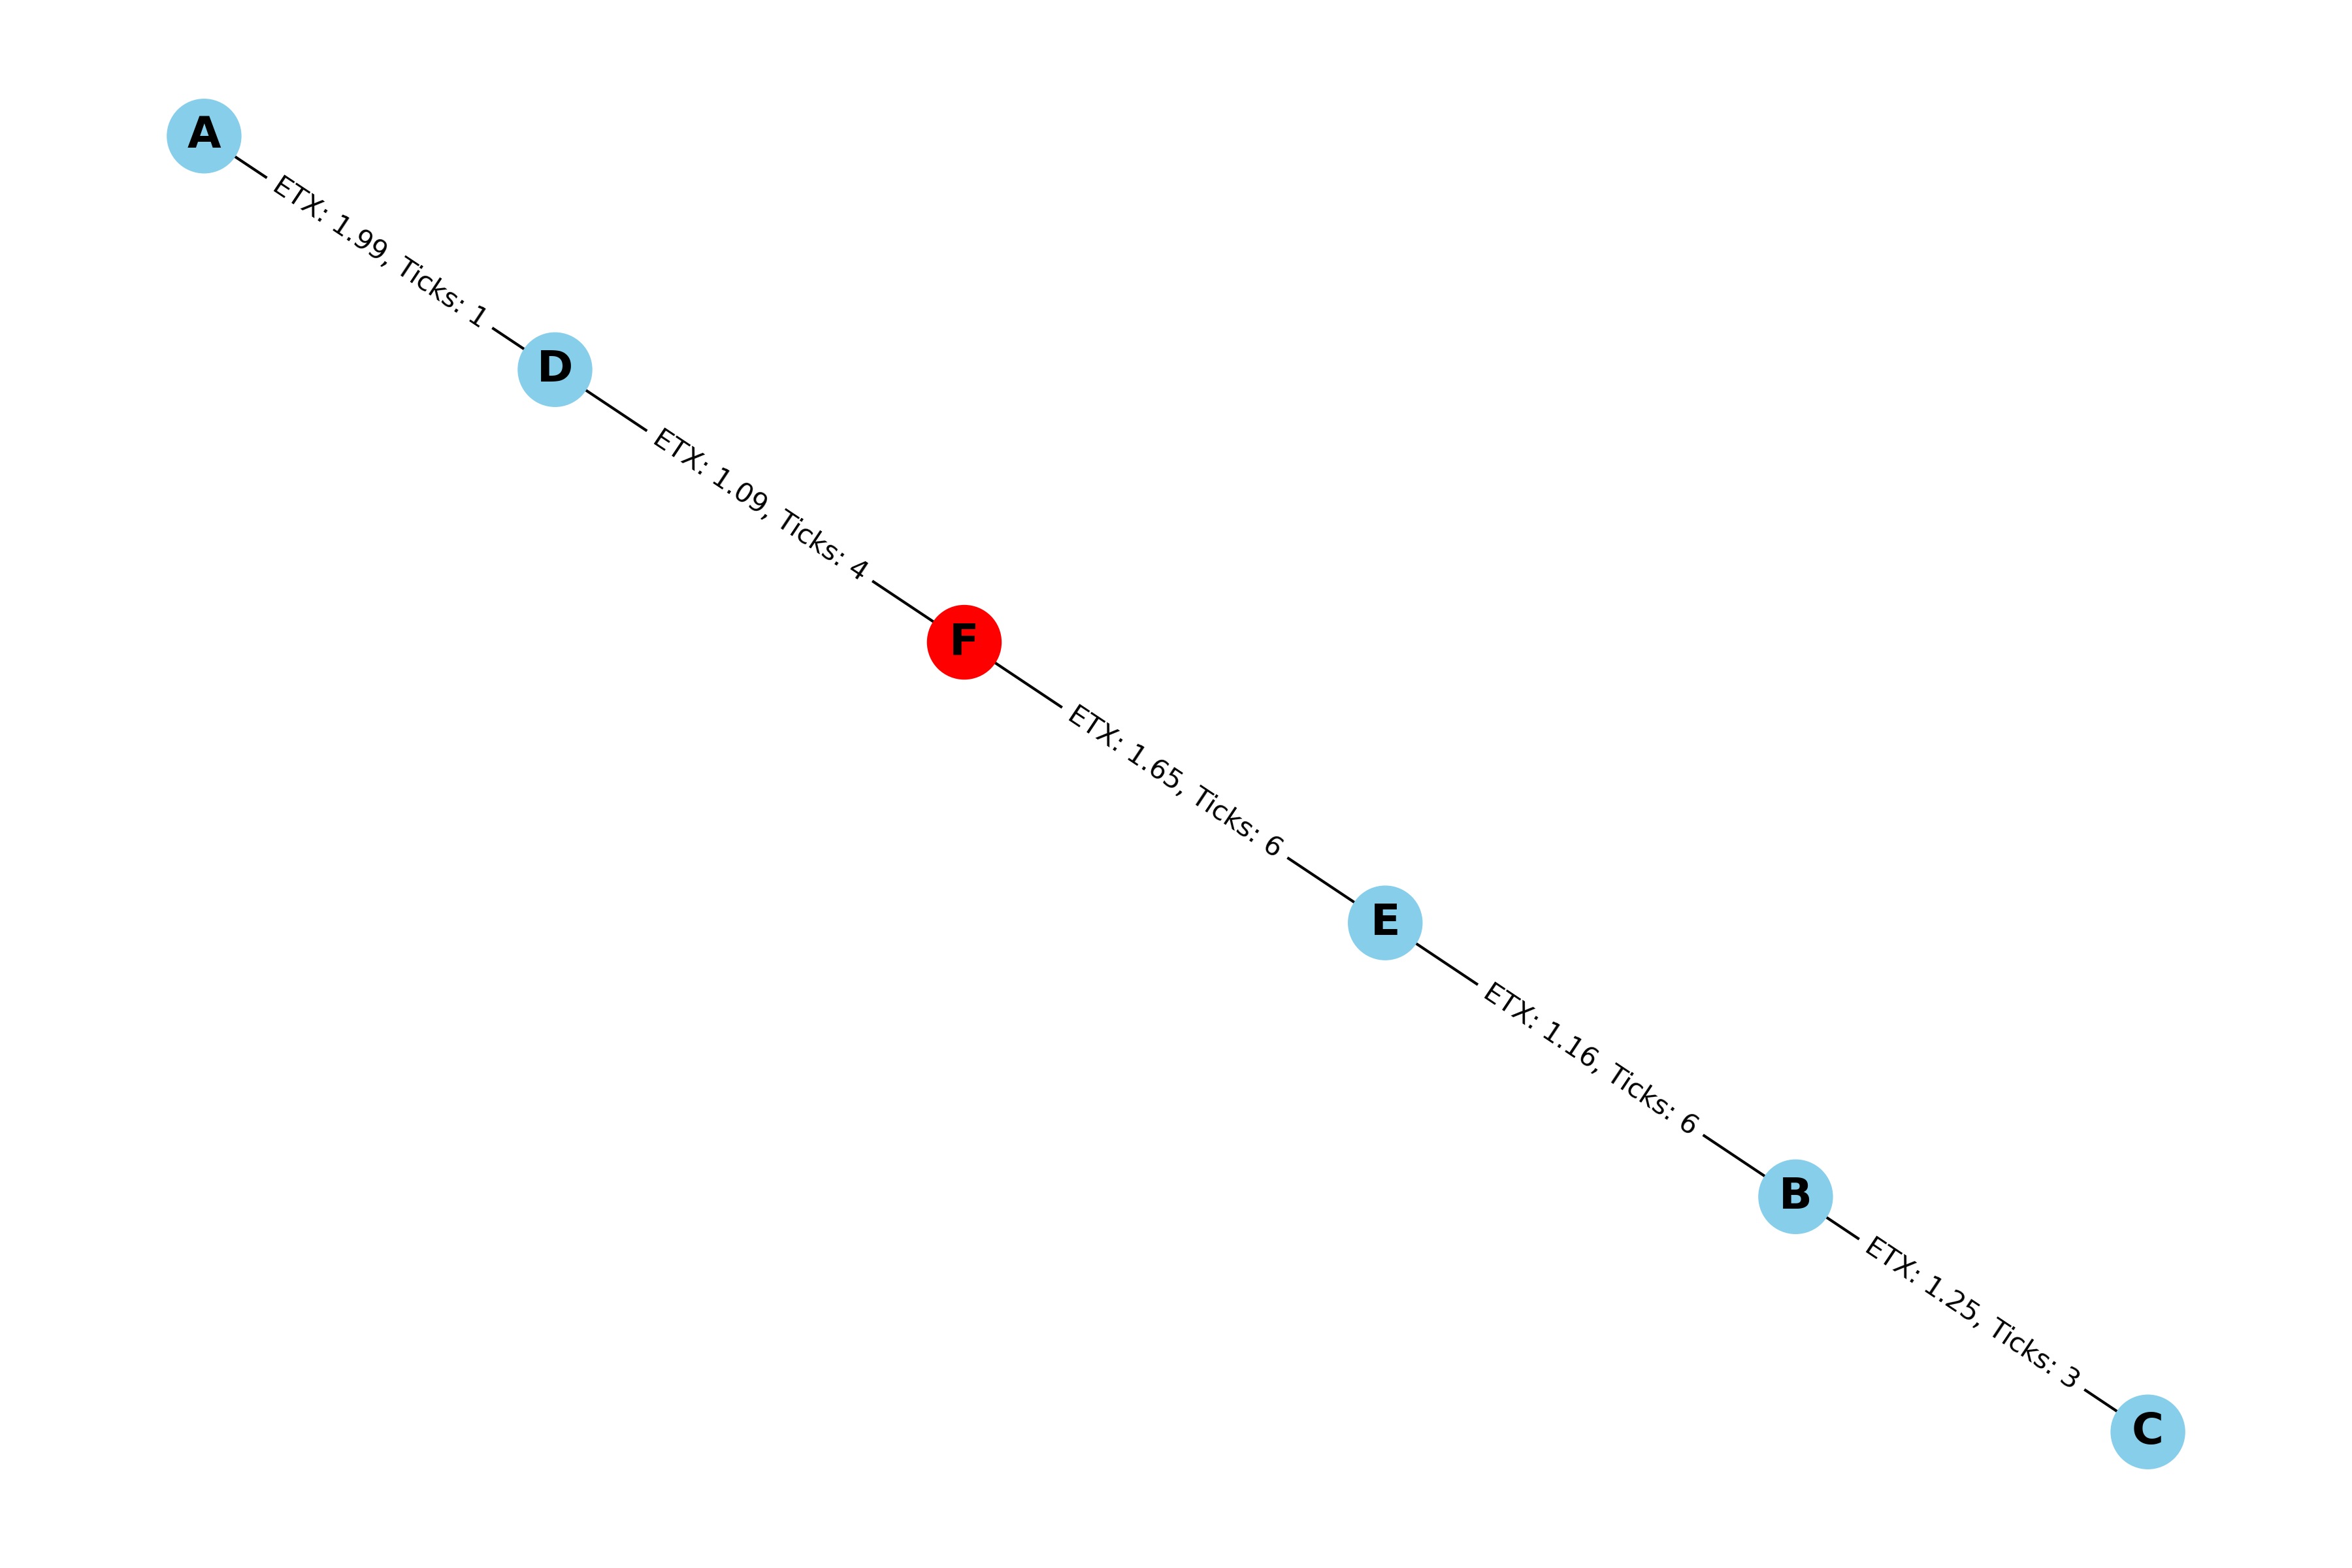 A
ETX: 1.99, Ticks: 1
D
ETX: 1.09, Ticks: 4
F
ETX: 1.65, Ticks: 6
E
ETX: 1.16, Ticks: 6
B
ETX: 1.25, Ticks: 3
C